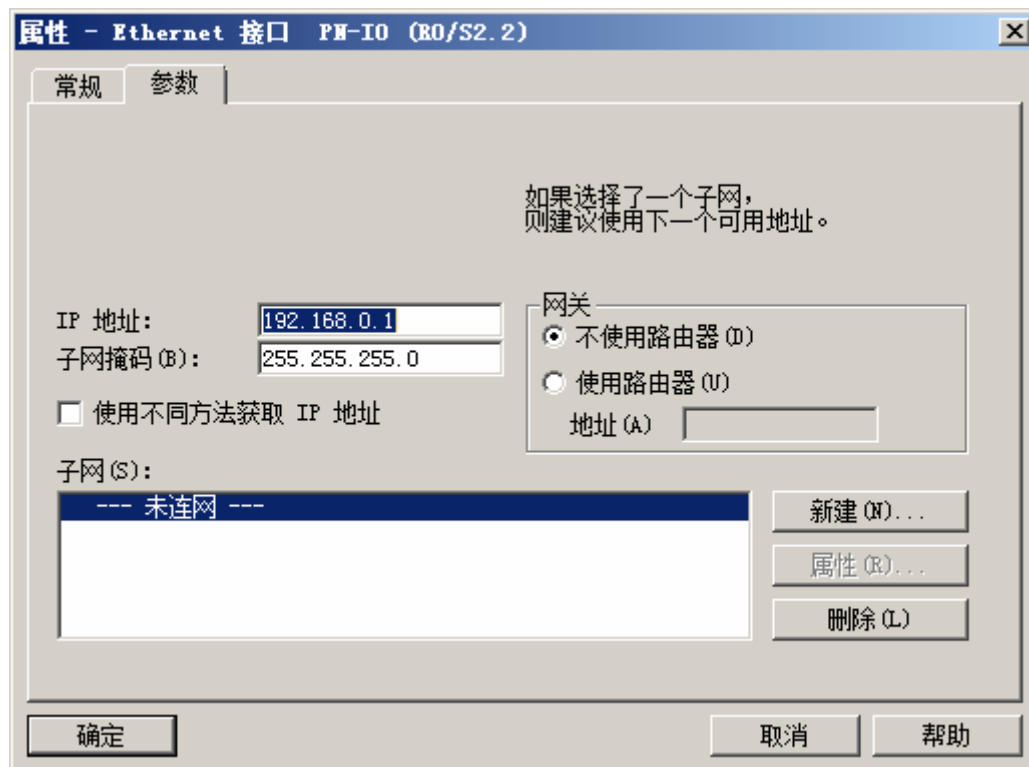 属性 - Ethernet 接口 PN-IO (R0/S2.2)
常规 参数
如果选择了一个子网，
则建议使用下一个可用地址。
IP 地址: 192.168.0.1
子网掩码(B): 255.255.255.0
使用不同方法获取 IP 地址
网关
不使用路由器(D)
使用路由器(U)
地址(A)
子网(S):
--- 未连网 ---
新建(N)...
属性(R)...
删除(L)
确定 取消 帮助